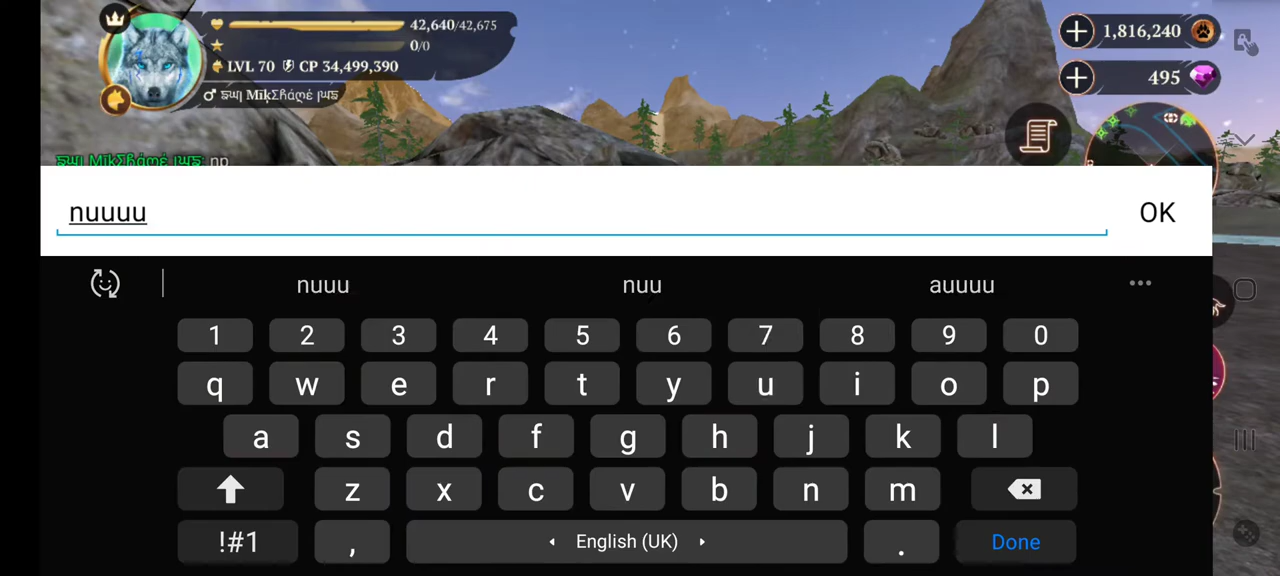 42,640/42,675
0/0
LVL 70 CP 34,499,390
1,816,240
495
np
nuuuu
OK
nuuu nuu auuuu
1 2 3 4 5 6 7 8 9 0
q w e r t y u i o p
a s d f g h j k l
z x c v b n m
!#1 , English (UK) . Done